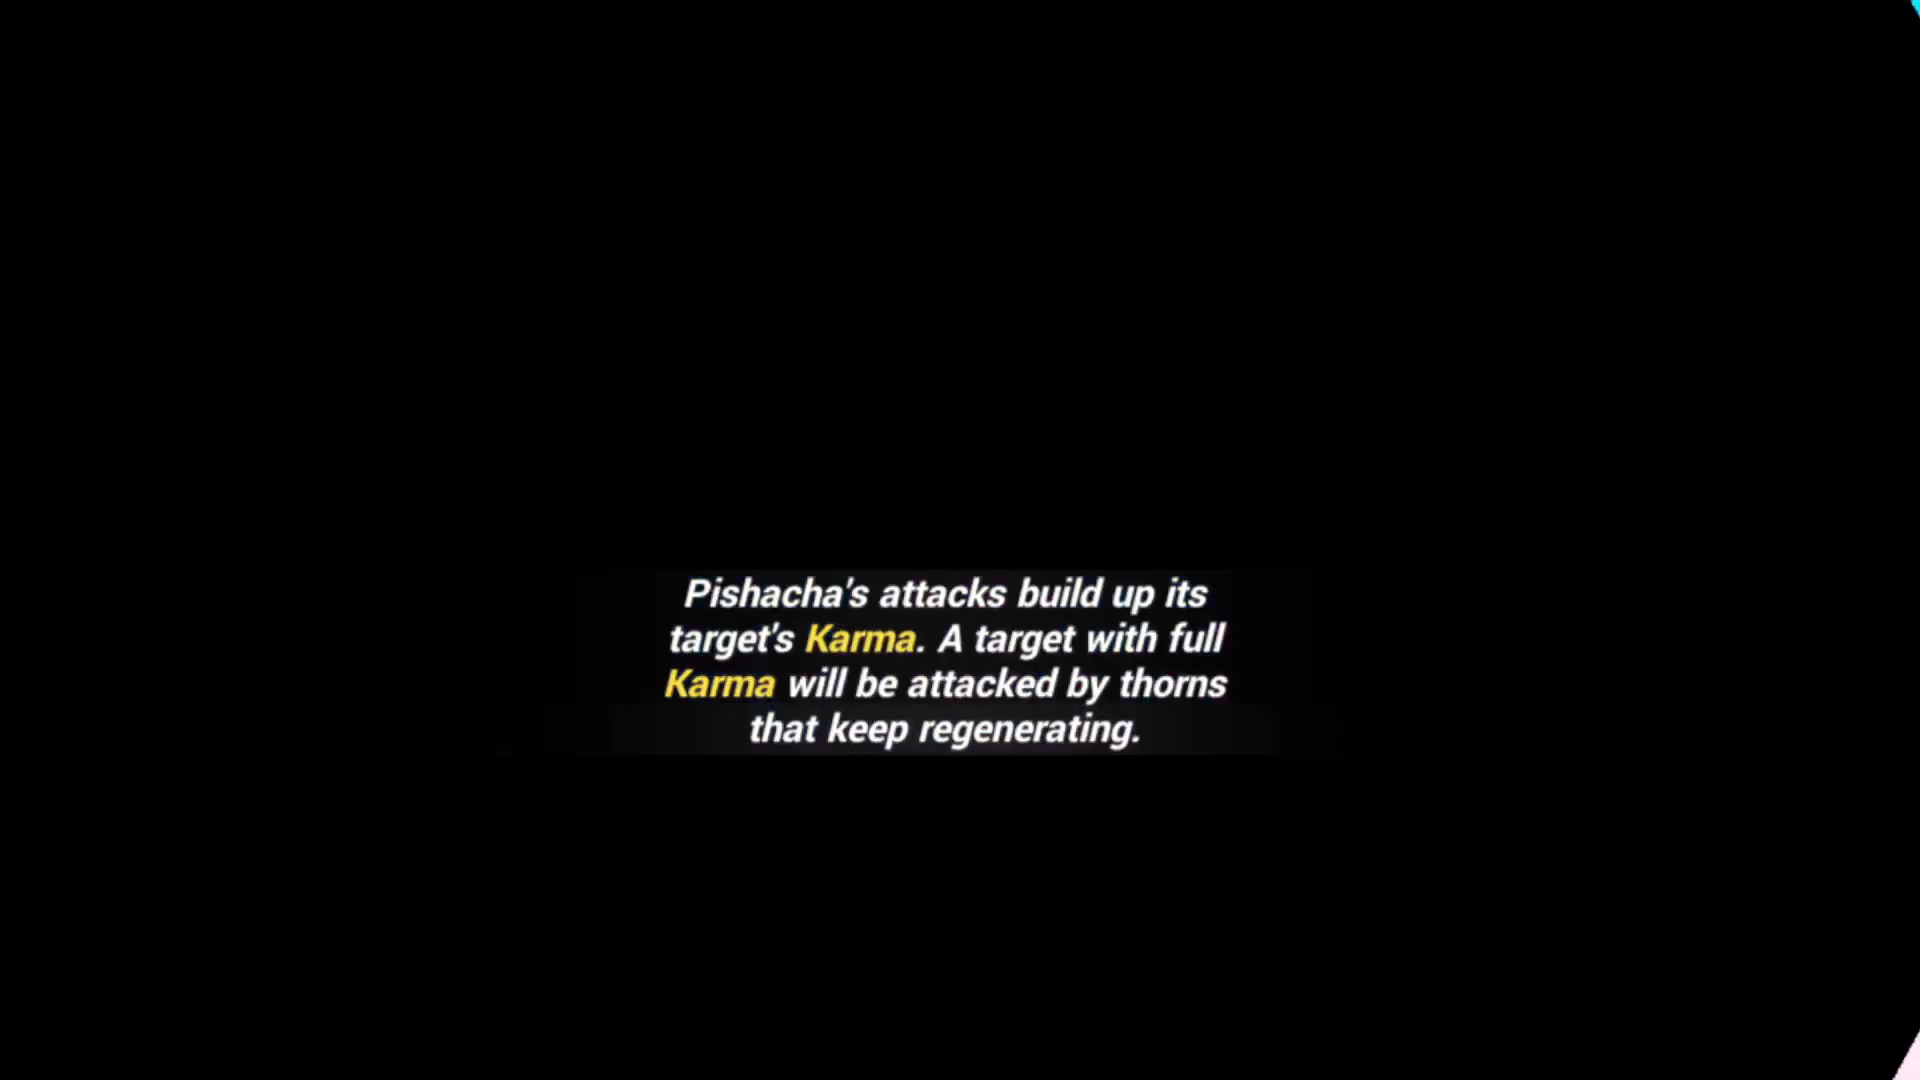 Pishacha's attacks build up its
target's Karma. A target with full
Karma will be attacked by thorns
that keep regenerating.